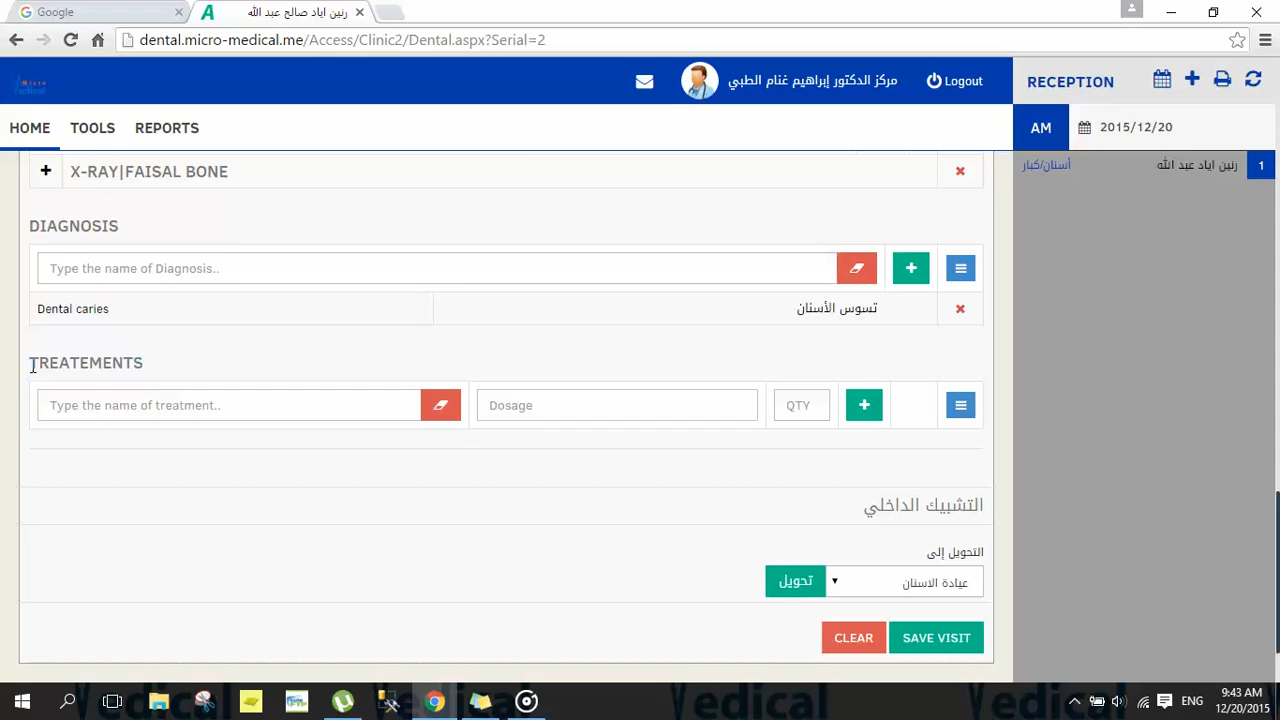 Google
رنين اياد صالح عبد الله
dental.micro-medical.me/Access/Clinic2/Dental.aspx?Serial=2
مركز الدكتور إبراهيم غنام الطبي
Logout
RECEPTION
HOME TOOLS REPORTS
AM 2015/12/20
1 رنين اياد عبد الله أسنان/كبار
X-RAY|FAISAL BONE
DIAGNOSIS
Type the name of Diagnosis..
Dental caries تسوس الأسنان
TREATEMENTS
Type the name of treatment.. Dosage QTY
التشبيك الداخلي
التحويل إلى
عيادة الاسنان تحويل
CLEAR SAVE VISIT
ENG
9:43 AM
12/20/2015